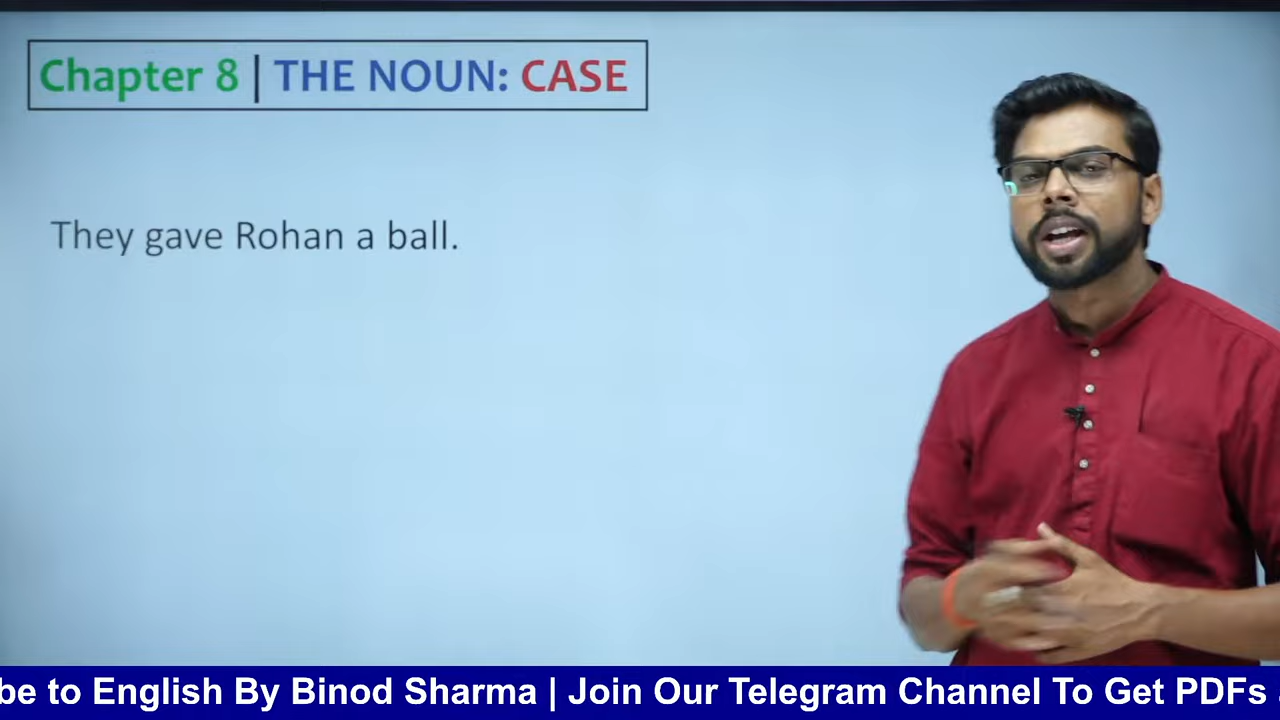 Chapter 8 | THE NOUN: CASE
They gave Rohan a ball.
be to English By Binod Sharma | Join Our Telegram Channel To Get PDFs